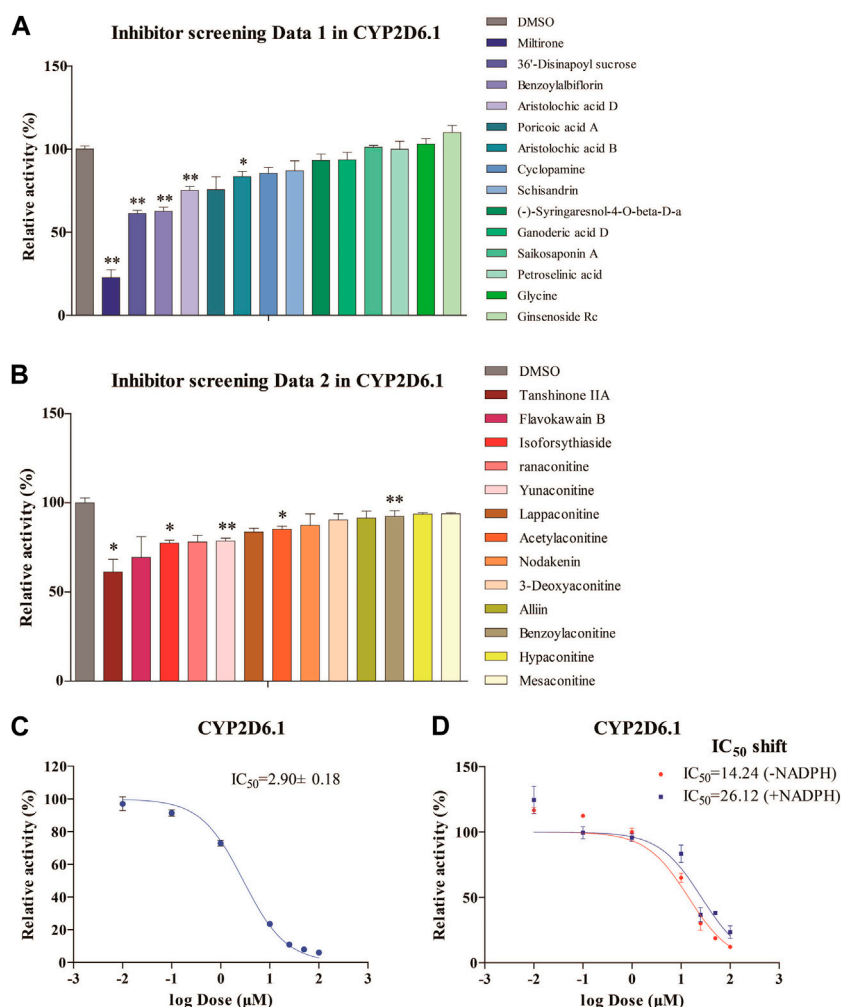 A
Inhibitor screening Data 1 in CYP2D6.1
Relative activity (%)
150
100
50
0
**
**
**
**
*
DMSO
Miltirone
36'-Disinapoyl sucrose
Benzoylalbiflorin
Aristolochic acid D
Poricoic acid A
Aristolochic acid B
Cyclopamine
Schisandrin
(-)-Syringaresnol-4-O-beta-D-a
Ganoderic acid D
Saikosaponin A
Petroselinic acid
Glycine
Ginsenoside Rc
B
Inhibitor screening Data 2 in CYP2D6.1
Relative activity (%)
150
100
50
0
*
*
**
*
**
DMSO
Tanshinone IIA
Flavokawain B
Isoforsythiaside
ranaconitine
Yunaconitine
Lappaconitine
Acetylaconitine
Nodakenin
3-Deoxyaconitine
Alliin
Benzoylaconitine
Hypaconitine
Mesaconitine
C
CYP2D6.1
IC50=2.90± 0.18
Relative activity (%)
120
100
80
60
40
20
0
-3 -2 -1 0 1 2 3
log Dose (μM)
D
CYP2D6.1
IC50 shift
IC50=14.24 (-NADPH)
IC50=26.12 (+NADPH)
Relative activity (%)
150
100
50
0
-3 -2 -1 0 1 2 3
log Dose (μM)